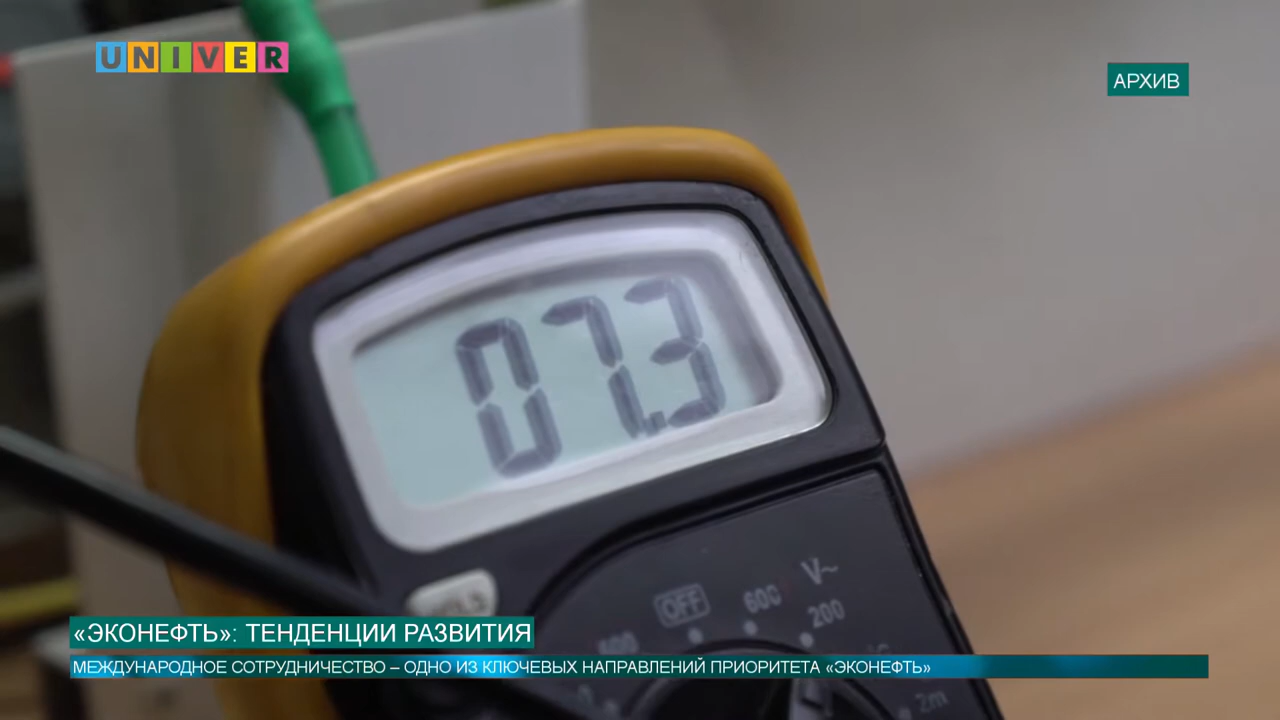 UNIVER
АРХИВ
07.3
V~
OFF
600
200
600
2m
«ЭКОНЕФТЬ»: ТЕНДЕНЦИИ РАЗВИТИЯ
МЕЖДУНАРОДНОЕ СОТРУДНИЧЕСТВО – ОДНО ИЗ КЛЮЧЕВЫХ НАПРАВЛЕНИЙ ПРИОРИТЕТА «ЭКОНЕФТЬ»